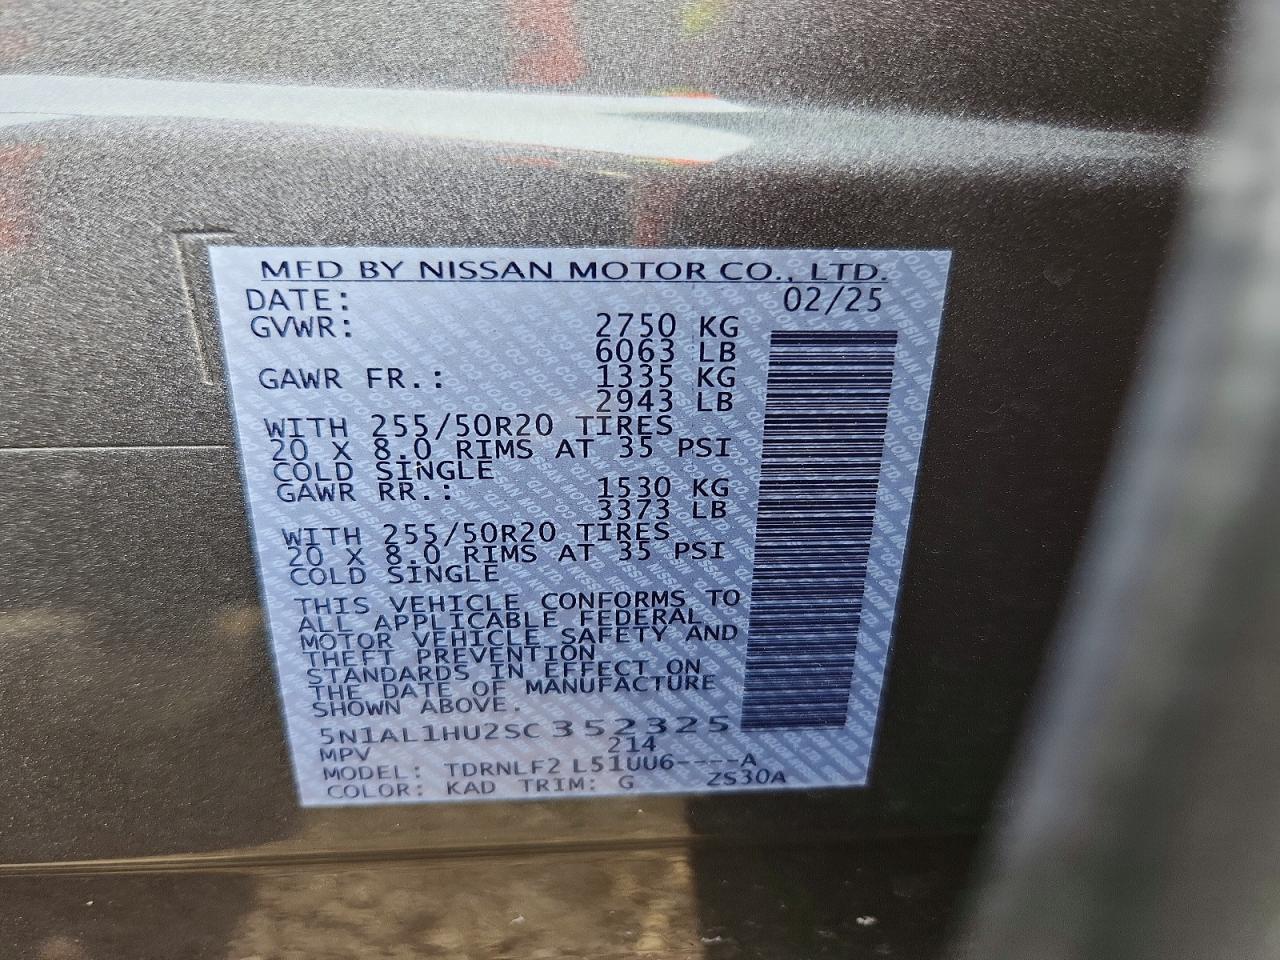 MFD BY NISSAN MOTOR CO., LTD.
DATE: 02/25
GVWR: 2750 KG
6063 LB
GAWR FR.: 1335 KG
2943 LB
WITH 255/50R20 TIRES
20 X 8.0 RIMS AT 35 PSI
COLD SINGLE
GAWR RR.: 1530 KG
3373 LB
WITH 255/50R20 TIRES
20 X 8.0 RIMS AT 35 PSI
COLD SINGLE
THIS VEHICLE CONFORMS TO
ALL APPLICABLE FEDERAL
MOTOR VEHICLE SAFETY AND
THEFT PREVENTION
STANDARDS IN EFFECT ON
THE DATE OF MANUFACTURE
SHOWN ABOVE.
5N1AL1HU2SC352325
MPV 214
MODEL: TDRNLF2 L51UU6----A
COLOR: KAD TRIM: G ZS30A